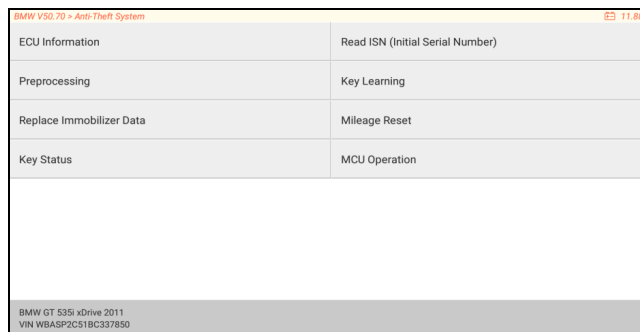 BMW V50.70 > Anti-Theft System
ECU Information
Read ISN (Initial Serial Number)
Preprocessing
Key Learning
Replace Immobilizer Data
Mileage Reset
Key Status
MCU Operation
BMW GT 535i xDrive 2011
VIN WBASP2C51BC337850